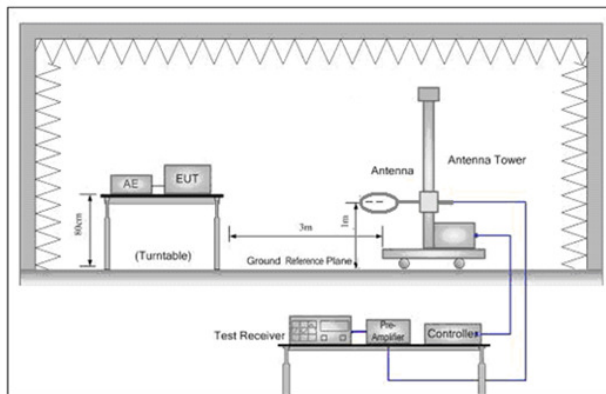 AE
EUT
80cm
(Turntable)
3m
Antenna
Antenna Tower
1m
Ground Reference Plane
Test Receiver
Pre-
Amplifier
Controller